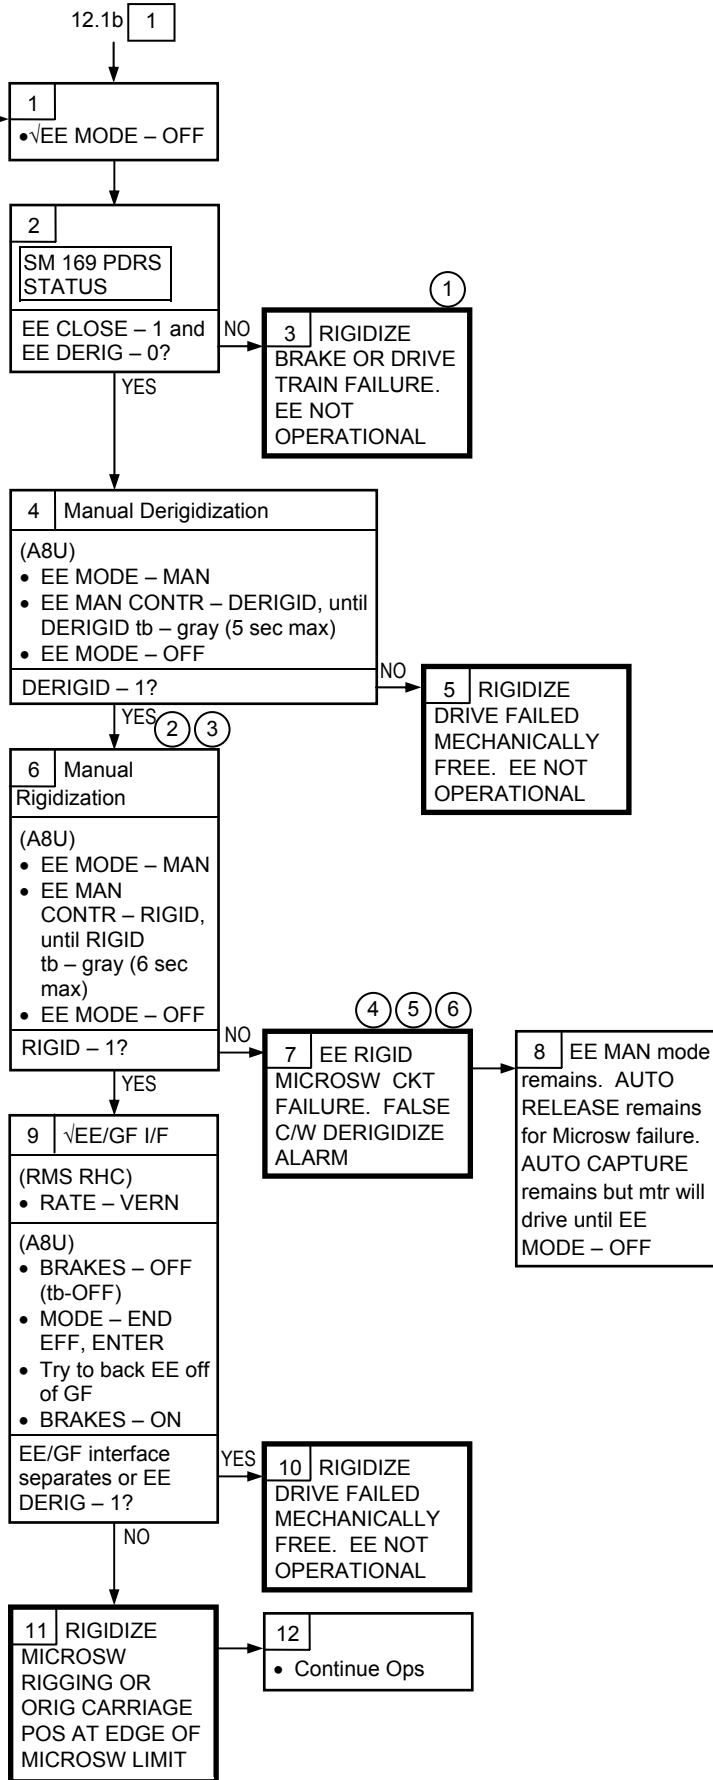 12.1b 1
1
•√EE MODE – OFF
2
SM 169 PDRS
STATUS
EE CLOSE – 1 and
EE DERIG – 0?
NO
YES
1
3 RIGIDIZE
BRAKE OR DRIVE
TRAIN FAILURE.
EE NOT
OPERATIONAL
4 Manual Derigidization
(A8U)
• EE MODE – MAN
• EE MAN CONTR – DERIGID, until
DERIGID tb – gray (5 sec max)
• EE MODE – OFF
DERIGID – 1?
NO
YES
5 RIGIDIZE
DRIVE FAILED
MECHANICALLY
FREE. EE NOT
OPERATIONAL
2 3
6 Manual
Rigidization
(A8U)
• EE MODE – MAN
• EE MAN
CONTR – RIGID,
until RIGID
tb – gray (6 sec
max)
• EE MODE – OFF
RIGID – 1?
NO
YES
4 5 6
7 EE RIGID
MICROSW CKT
FAILURE. FALSE
C/W DERIGIDIZE
ALARM
8 EE MAN mode
remains. AUTO
RELEASE remains
for Microsw failure.
AUTO CAPTURE
remains but mtr will
drive until EE
MODE – OFF
9 √EE/GF I/F
(RMS RHC)
• RATE – VERN
(A8U)
• BRAKES – OFF
(tb-OFF)
• MODE – END
EFF, ENTER
• Try to back EE off
of GF
• BRAKES – ON
EE/GF interface
separates or EE
DERIG – 1?
YES
NO
10 RIGIDIZE
DRIVE FAILED
MECHANICALLY
FREE. EE NOT
OPERATIONAL
11 RIGIDIZE
MICROSW
RIGGING OR
ORIG CARRIAGE
POS AT EDGE OF
MICROSW LIMIT
12
• Continue Ops